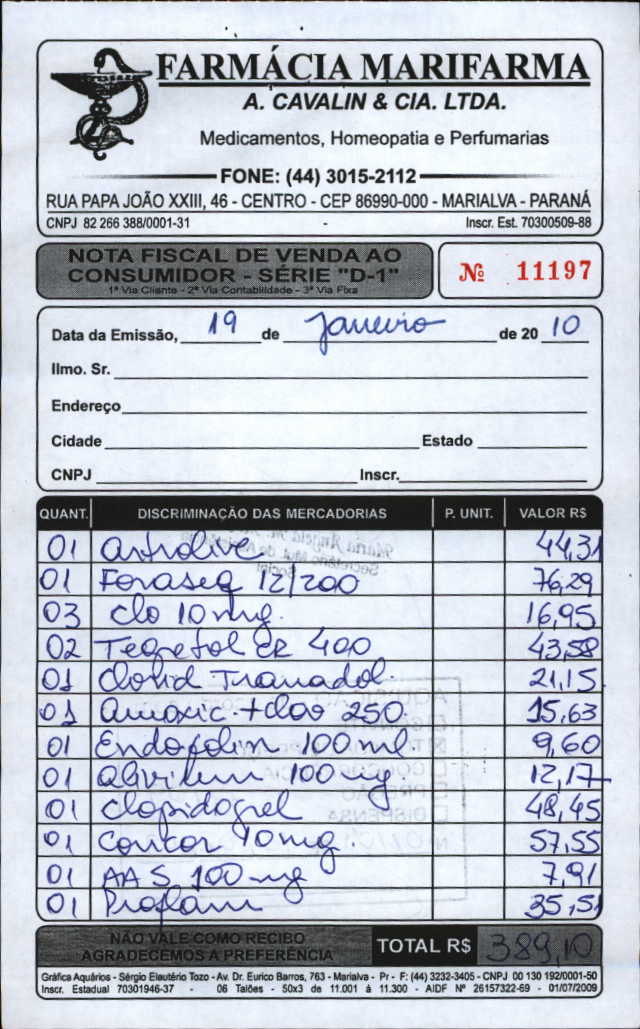 FARMÁCIA MARIFARMA
A. CAVALIN & CIA. LTDA.
Medicamentos, Homeopatia e Perfumarias
FONE: (44) 3015-2112
RUA PAPA JOÃO XXIII, 46 - CENTRO - CEP 86990-000 - MARIALVA - PARANÁ
CNPJ 82 266 388/0001-31 - Inscr. Est. 70300509-88
NOTA FISCAL DE VENDA AO
CONSUMIDOR - SÉRIE "D-1"
1ª Via Cliente - 2ª Via Contabilidade - 3ª Via Fixa
Nº 11197
Data da Emissão, 19 de Janeiro de 20 10
Ilmo. Sr.
Endereço
Cidade Estado
CNPJ Inscr.
QUANT. DISCRIMINAÇÃO DAS MERCADORIAS P. UNIT. VALOR R$
01 Artrolive 44,31
01 Foraseq 12/200 76,29
03 Clo 10 mg. 16,95
02 Tegretol CR 400 43,58
01 Clorid Tramadol. 21,15
01 Amoxic. + Clav 250 15,63
01 Endofolin 100 ml 9,60
01 100 mg 12,17
01 Clopidogrel 48,45
01 Concor 10 mg 57,55
01 AAS 100 mg 7,91
01 Proflam 35,51
NÃO VALE COMO RECIBO
AGRADECEMOS A PREFERÊNCIA
TOTAL R$ 389,10
Gráfica Aquários - Sérgio Eleutério Tozo - Av. Dr. Eurico Barros, 763 - Marialva - Pr - F: (44) 3232-3405 - CNPJ 00 130 192/0001-50
Inscr. Estadual 70301946-37 - 06 Talões - 50x3 de 11.001 á 11.300 - AIDF Nº 26157322-69 - 01/07/2009